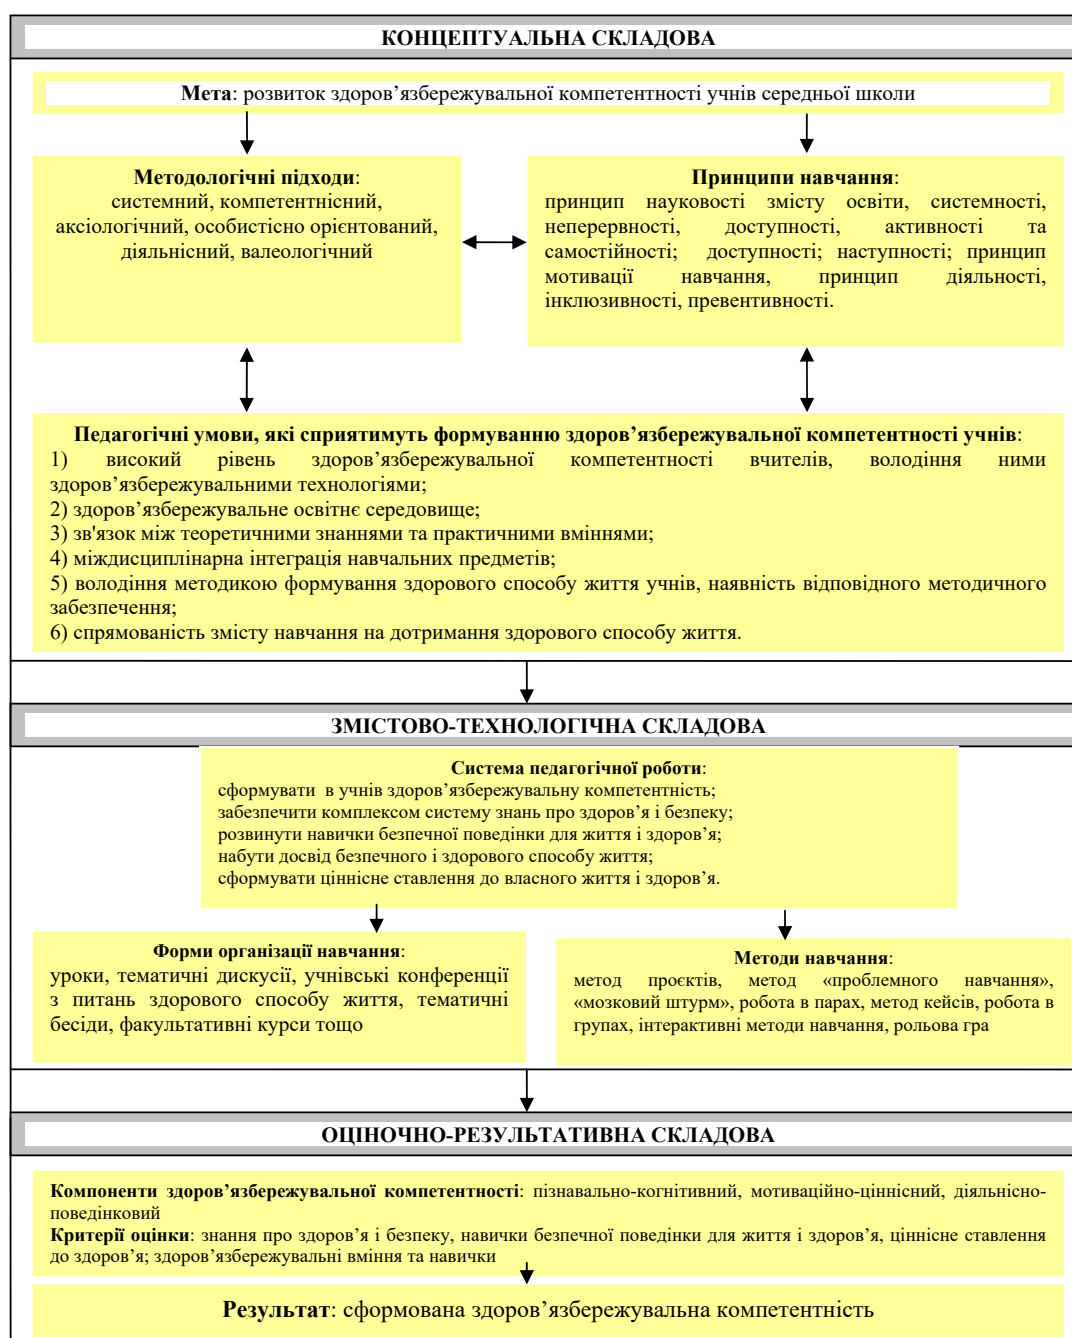 КОНЦЕПТУАЛЬНА СКЛАДОВА
Мета: розвиток здоров’язбережувальної компетентності учнів середньої школи
Методологічні підходи:
системний, компетентнісний,
аксіологічний, особистісно орієнтований,
діяльнісний, валеологічний
Принципи навчання:
принцип науковості змісту освіти, системності,
неперервності, доступності, активності та
самостійності; доступності; наступності; принцип
мотивації навчання, принцип діяльності,
інклюзивності, превентивності.
Педагогічні умови, які сприятимуть формуванню здоров’язбережувальної компетентності учнів:
1) високий рівень здоров’язбережувальної компетентності вчителів, володіння ними
здоров’язбережувальними технологіями;
2) здоров’язбережувальне освітнє середовище;
3) зв'язок між теоретичними знаннями та практичними вміннями;
4) міждисциплінарна інтеграція навчальних предметів;
5) володіння методикою формування здорового способу життя учнів, наявність відповідного методичного
забезпечення;
6) спрямованість змісту навчання на дотримання здорового способу життя.
ЗМІСТОВО-ТЕХНОЛОГІЧНА СКЛАДОВА
Система педагогічної роботи:
сформувати в учнів здоров’язбережувальну компетентність;
забезпечити комплексом систему знань про здоров’я і безпеку;
розвинути навички безпечної поведінки для життя і здоров’я;
набути досвід безпечного і здорового способу життя;
сформувати ціннісне ставлення до власного життя і здоров’я.
Форми організації навчання:
уроки, тематичні дискусії, учнівські конференції
з питань здорового способу життя, тематичні
бесіди, факультативні курси тощо
Методи навчання:
метод проєктів, метод «проблемного навчання»,
«мозковий штурм», робота в парах, метод кейсів, робота в
групах, інтерактивні методи навчання, рольова гра
ОЦІНОЧНО-РЕЗУЛЬТАТИВНА СКЛАДОВА
Компоненти здоров’язбережувальної компетентності: пізнавально-когнітивний, мотиваційно-ціннісний, діяльнісно-
поведінковий
Критерії оцінки: знання про здоров’я і безпеку, навички безпечної поведінки для життя і здоров’я, ціннісне ставлення
до здоров’я; здоров’язбережувальні вміння та навички
Результат: сформована здоров’язбережувальна компетентність